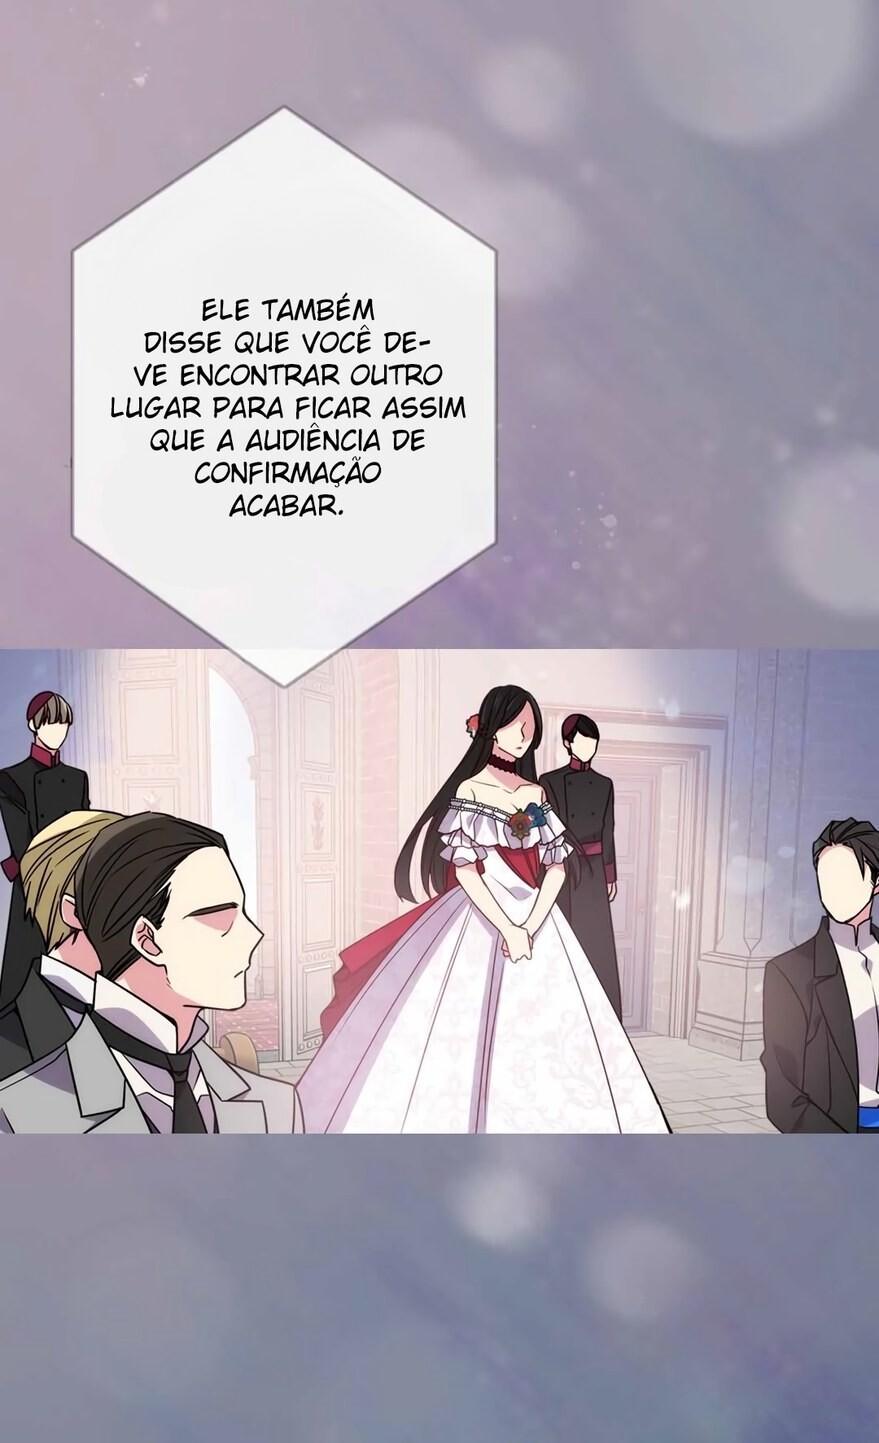 ELE TAMBÉM
DISSE QUE VOCÊ DE-
VE ENCONTRAR OUTRO
LUGAR PARA FICAR ASSIM
QUE A AUDIÊNCIA DE
CONFIRMAÇÃO
ACABAR.